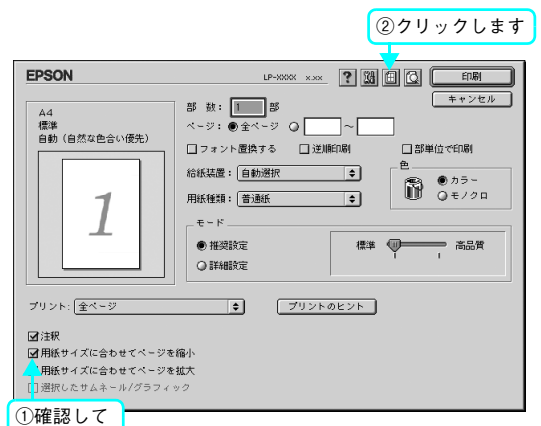 ②クリックします
EPSON
LP-XXXX x.xx
印刷
キャンセル
A4
標準
自動（自然な色合い優先）
1
部 数： 1 部
ページ： 全ページ ～
フォント置換する 逆順印刷 部単位で印刷
給紙装置： 自動選択
用紙種類： 普通紙
色
カラー
モノクロ
モード
推奨設定
詳細設定
標準 高品質
プリント： 全ページ
プリントのヒント
注釈
用紙サイズに合わせてページを縮小
用紙サイズに合わせてページを拡大
選択したサムネール/グラフィック
①確認して